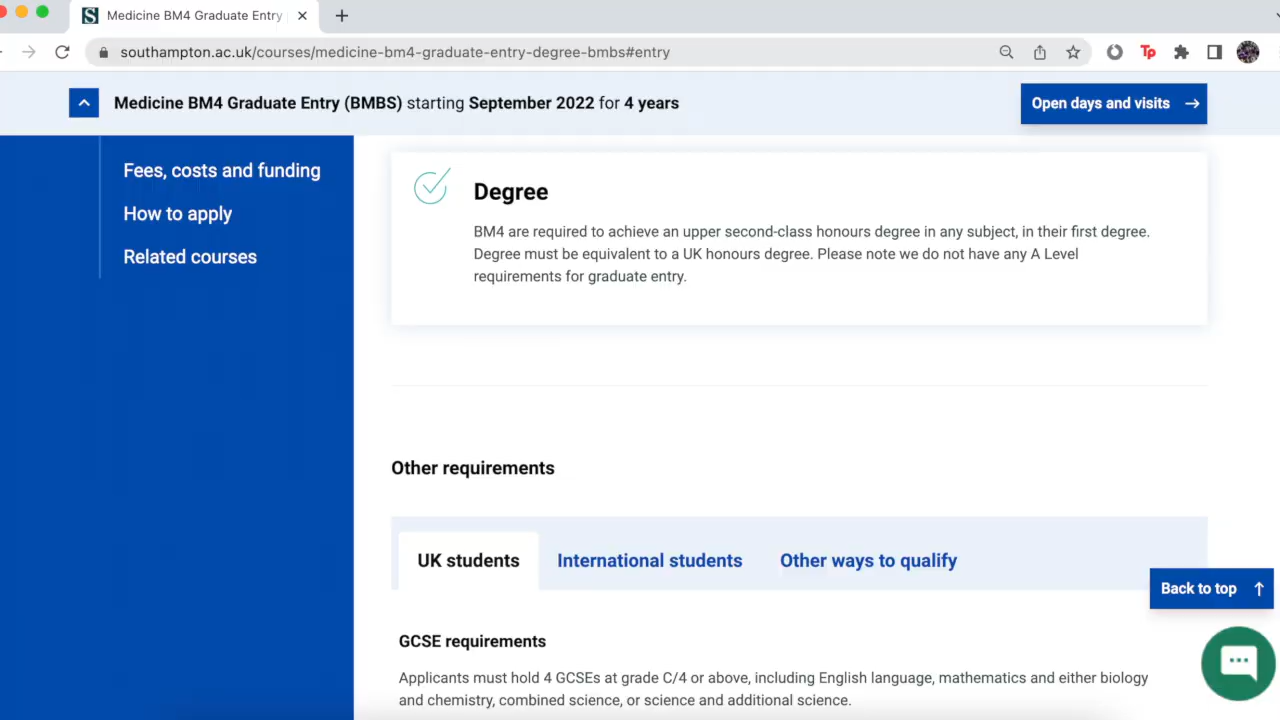 Medicine BM4 Graduate Entry
southampton.ac.uk/courses/medicine-bm4-graduate-entry-degree-bmbs#entry
Tp
Medicine BM4 Graduate Entry (BMBS) starting September 2022 for 4 years
Open days and visits
Fees, costs and funding
How to apply
Related courses
Degree
BM4 are required to achieve an upper second-class honours degree in any subject, in their first degree.
Degree must be equivalent to a UK honours degree. Please note we do not have any A Level
requirements for graduate entry.
Other requirements
UK students
International students
Other ways to qualify
Back to top
GCSE requirements
Applicants must hold 4 GCSEs at grade C/4 or above, including English language, mathematics and either biology
and chemistry, combined science, or science and additional science.